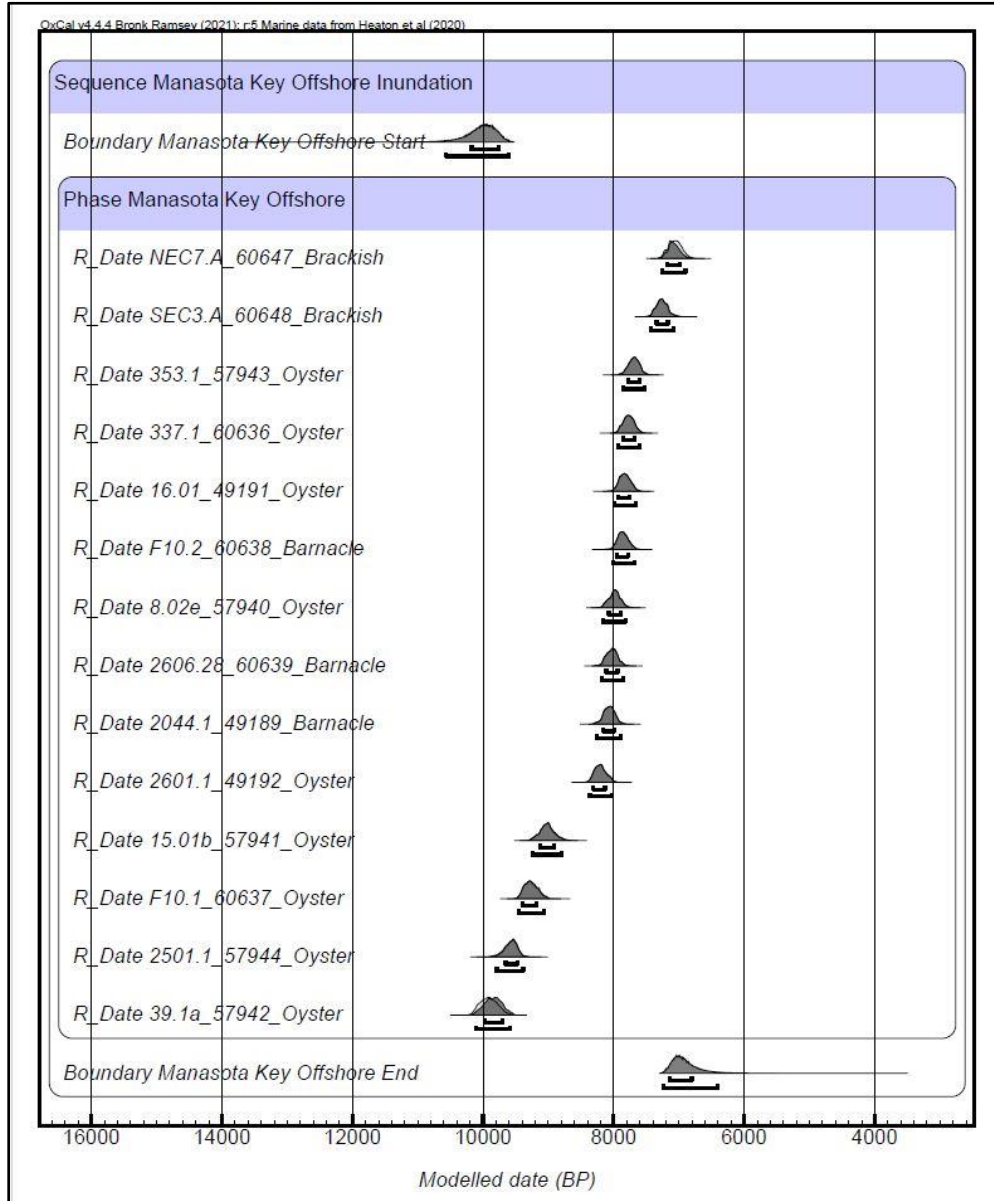 OxCal v4.4.4 Bronk Ramsey (2021); r:5 Marine data from Heaton et al (2020)
Sequence Manasota Key Offshore Inundation
Boundary Manasota Key Offshore Start
Phase Manasota Key Offshore
R_Date NEC7.A_60647_Brackish
R_Date SEC3.A_60648_Brackish
R_Date 353.1_57943_Oyster
R_Date 337.1_60636_Oyster
R_Date 16.01_49191_Oyster
R_Date F10.2_60638_Barnacle
R_Date 8.02e_57940_Oyster
R_Date 2606.28_60639_Barnacle
R_Date 2044.1_49189_Barnacle
R_Date 2601.1_49192_Oyster
R_Date 15.01b_57941_Oyster
R_Date F10.1_60637_Oyster
R_Date 2501.1_57944_Oyster
R_Date 39.1a_57942_Oyster
Boundary Manasota Key Offshore End
16000 14000 12000 10000 8000 6000 4000
Modelled date (BP)